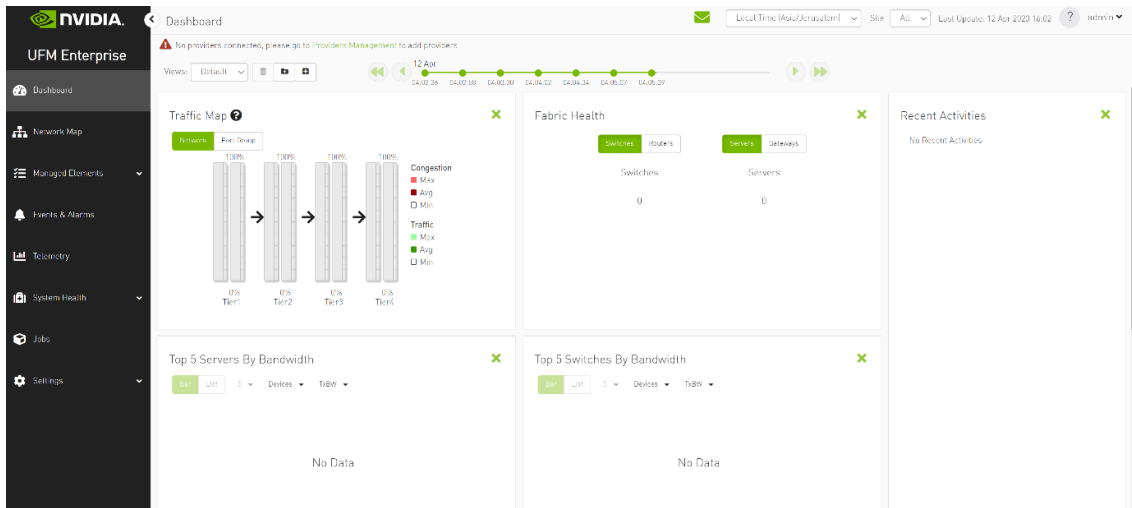 NVIDIA.
UFM Enterprise
Dashboard
Network Map
Managed Elements
Events & Alarms
Telemetry
System Health
Jobs
Settings
Dashboard
Local Time (Asia/Jerusalem)
Site
All
Last Update: 12 Apr 2023 16:02
?
admin
No providers connected, please go to Providers Management to add providers
Views:
Default
12 Apr
Traffic Map
Network
Port Group
100% 100% 100% 100%
0% 0% 0% 0%
Tier1 Tier2 Tier3 Tier4
Congestion
Max
Avg
Min
Traffic
Max
Avg
Min
Fabric Health
Switches
Routers
Servers
Gateways
Switches
Servers
0
0
Recent Activities
No Recent Activities
Top 5 Servers By Bandwidth
Bar
List
5
Devices
TxBW
No Data
Top 5 Switches By Bandwidth
Bar
List
5
Devices
TxBW
No Data